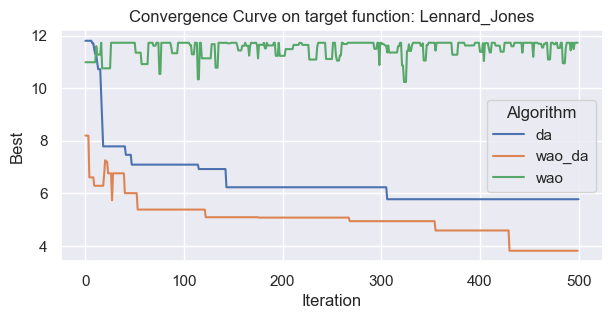 Convergence Curve on target function: Lennard_Jones
12
10
8
6
4
Best
Algorithm
da
wao_da
wao
0
100
200
300
400
500
Iteration